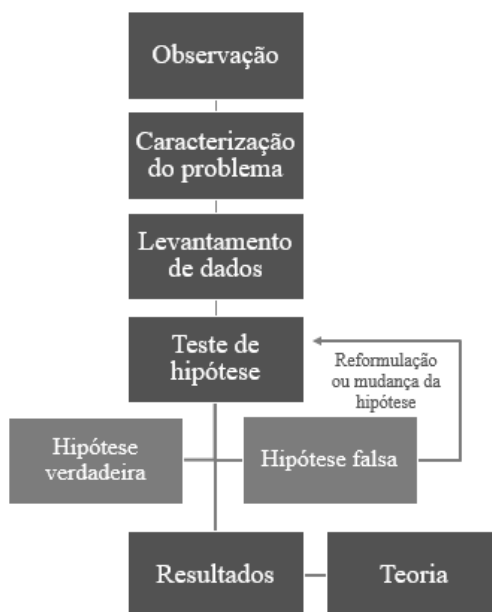 Observação
Caracterização
do problema
Levantamento
de dados
Teste de
hipótese
Reformulação
ou mudança da
hipótese
Hipótese
verdadeira
Hipótese falsa
Resultados
Teoria